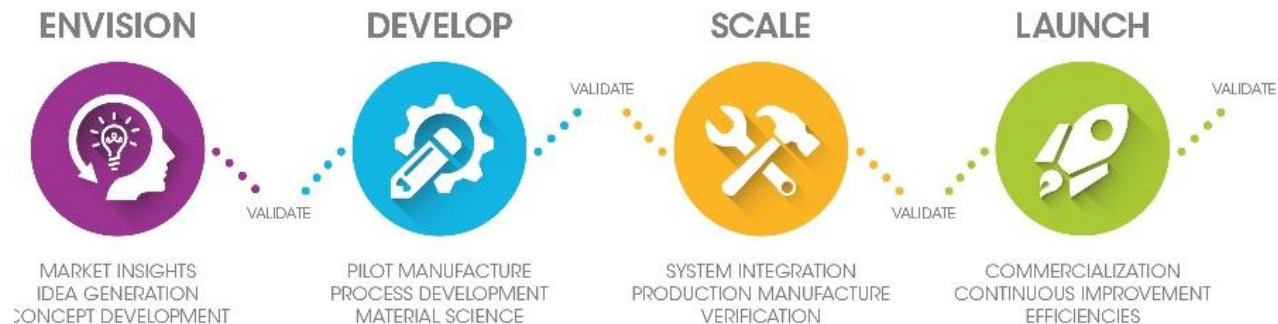 ENVISION
DEVELOP
SCALE
LAUNCH
VALIDATE
VALIDATE
VALIDATE
VALIDATE
MARKET INSIGHTS
IDEA GENERATION
CONCEPT DEVELOPMENT
PILOT MANUFACTURE
PROCESS DEVELOPMENT
MATERIAL SCIENCE
SYSTEM INTEGRATION
PRODUCTION MANUFACTURE
VERIFICATION
COMMERCIALIZATION
CONTINUOUS IMPROVEMENT
EFFICIENCIES